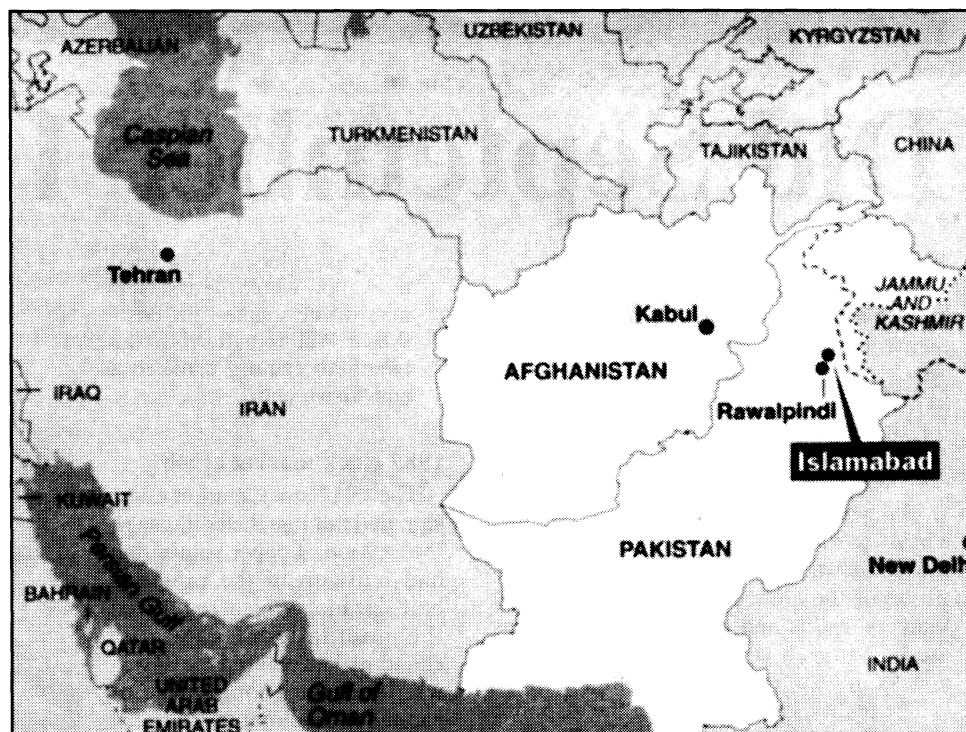 UZBEKISTAN
KYRGYZSTAN
AZERBAIJAN
Caspian
Sea
TURKMENISTAN
TAJIKISTAN
CHINA
Tehran
JAMMU
AND
KASHMIR
Kabul
AFGHANISTAN
IRAQ
IRAN
Rawalpindi
Islamabad
KUWAIT
Persian Gulf
PAKISTAN
New Delh
BAHRAIN
QATAR
INDIA
UNITED
ARAB
EMIRATES
Gulf of
Oman